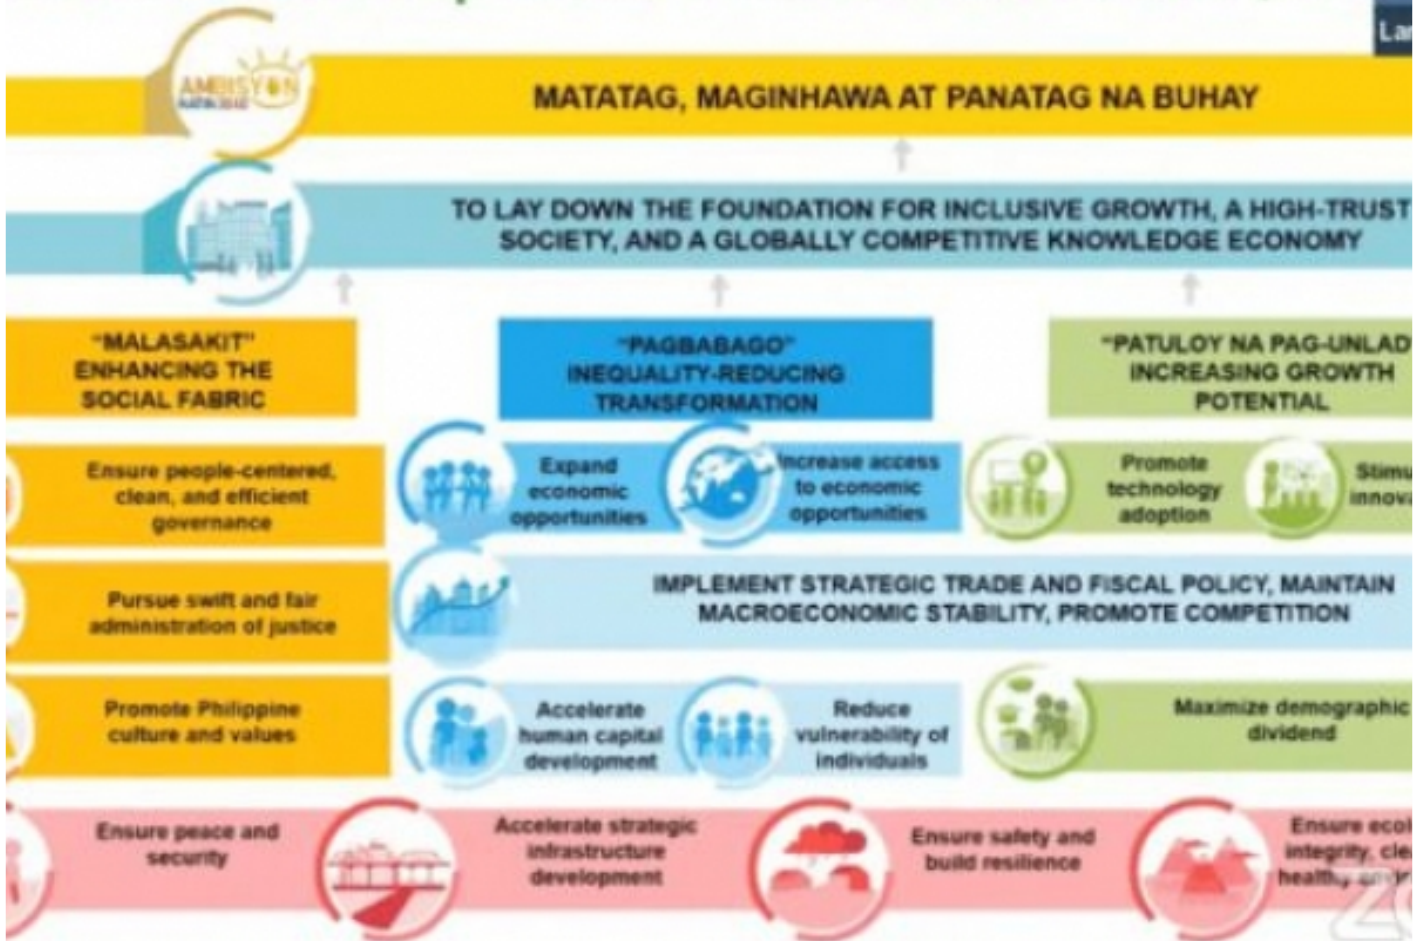 AMBISYON
MATATAG, MAGINHAWA AT PANATAG NA BUHAY
TO LAY DOWN THE FOUNDATION FOR INCLUSIVE GROWTH, A HIGH-TRUST
SOCIETY, AND A GLOBALLY COMPETITIVE KNOWLEDGE ECONOMY
"MALASAKIT"
ENHANCING THE
SOCIAL FABRIC
"PAGBABAGO"
INEQUALITY-REDUCING
TRANSFORMATION
"PATULOY NA PAG-UNLAD
INCREASING GROWTH
POTENTIAL
Ensure people-centered,
clean, and efficient
governance
Expand
economic
opportunities
Increase access
to economic
opportunities
Promote
technology
adoption
Pursue swift and fair
administration of justice
IMPLEMENT STRATEGIC TRADE AND FISCAL POLICY, MAINTAIN
MACROECONOMIC STABILITY, PROMOTE COMPETITION
Promote Philippine
culture and values
Accelerate
human capital
development
Reduce
vulnerability of
individuals
Maximize demographic
dividend
Ensure peace and
security
Accelerate strategic
infrastructure
development
Ensure safety and
build resilience
Ensure
integrity,